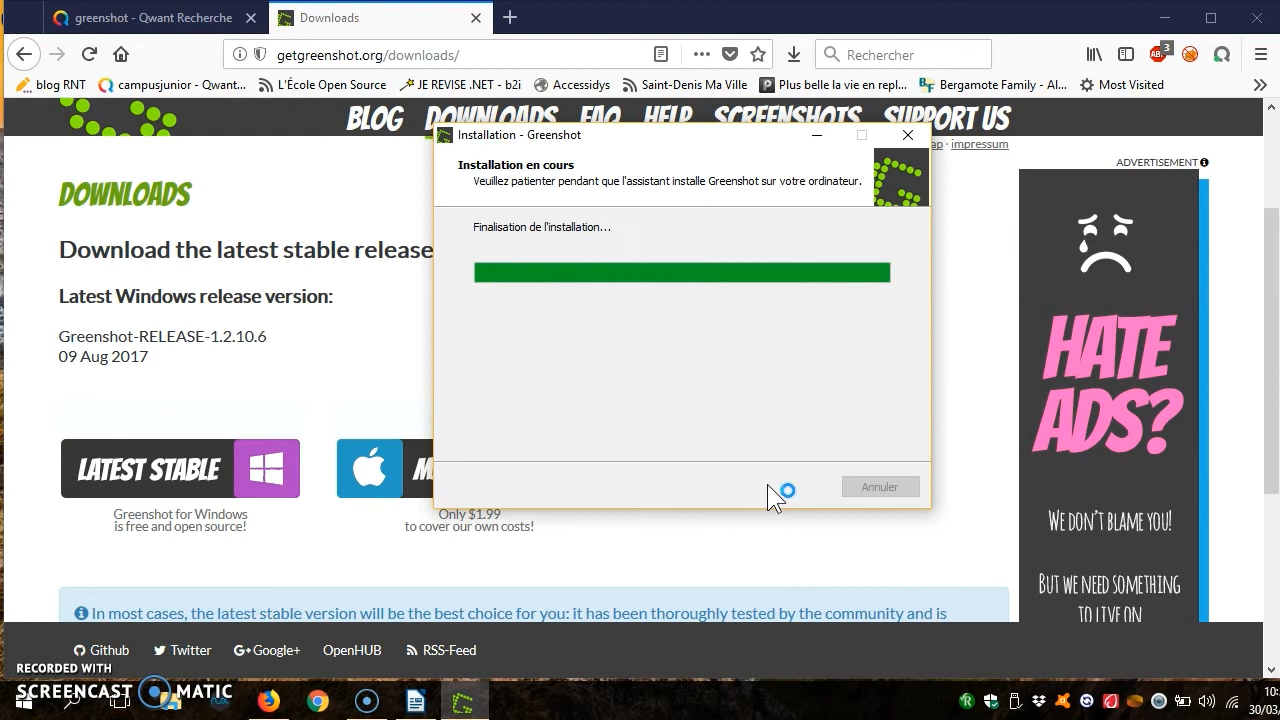 greenshot - Qwant Recherche
Downloads
getgreenshot.org/downloads/
Rechercher
3
blog RNT
campusjunior - Qwant...
L'École Open Source
JE REVISE .NET - b2i
Accessidys
Saint-Denis Ma Ville
Plus belle la vie en repl...
Bergamote Family - Al...
Most Visited
BLOG DOWNLOADS FAQ HELP SCREENSHOTS SUPPORT US
Installation - Greenshot
ap · impressum
Installation en cours
Veuillez patienter pendant que l'assistant installe Greenshot sur votre ordinateur.
ADVERTISEMENT
DOWNLOADS
Finalisation de l'installation...
Download the latest stable release
Latest Windows release version:
Greenshot-RELEASE-1.2.10.6
09 Aug 2017
HATE
ADS?
LATEST STABLE
M
Annuler
Greenshot for Windows
is free and open source!
Only $1.99
to cover our own costs!
WE DON'T BLAME YOU!
BUT WE NEED SOMETHING
TO LIVE ON
In most cases, the latest stable version will be the best choice for you: it has been thoroughly tested by the community and is
Github
Twitter
Google+
OpenHUB
RSS-Feed
RECORDED WITH
SCREENCAST MATIC
10:
30/03/